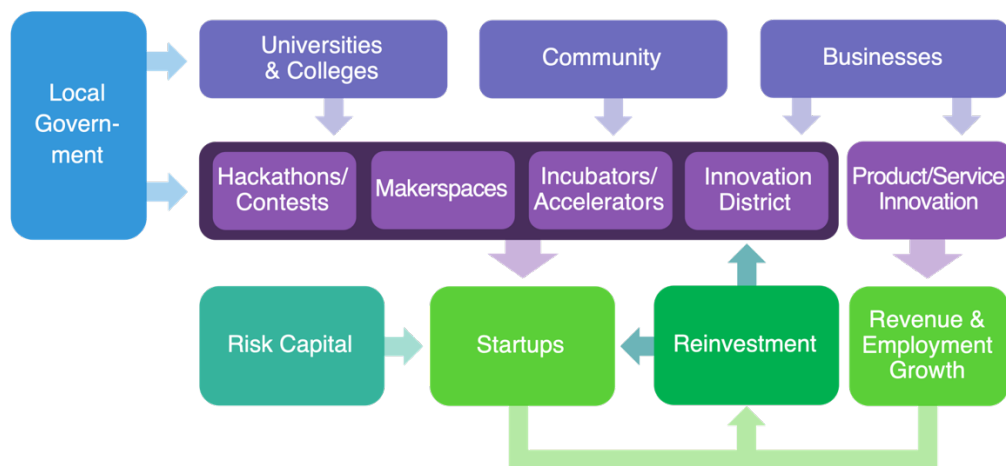 Local
Govern-
ment
Universities
& Colleges
Community
Businesses
Hackathons/
Contests
Makerspaces
Incubators/
Accelerators
Innovation
District
Product/Service
Innovation
Risk Capital
Startups
Reinvestment
Revenue &
Employment
Growth